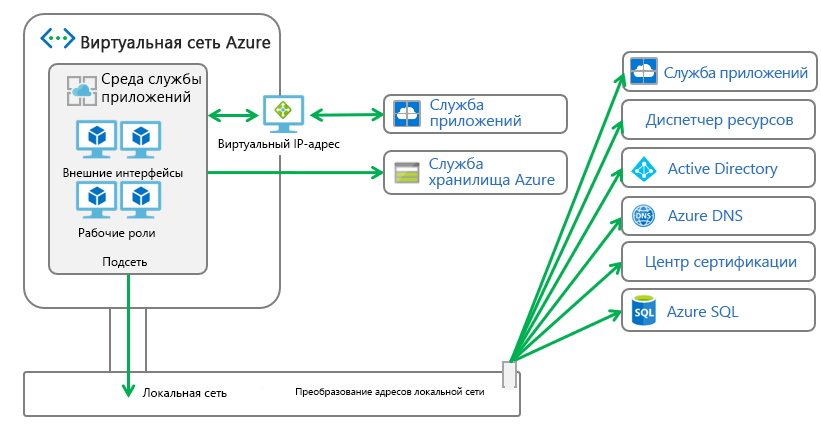 Виртуальная сеть Azure
Среда службы
приложений
Внешние интерфейсы
Рабочие роли
Подсеть
Виртуальный IP-адрес
Служба
приложений
Служба
хранилища Azure
Служба приложений
Диспетчер ресурсов
Active Directory
DNS
Azure DNS
Центр сертификации
SQL
Azure SQL
Локальная сеть
Преобразование адресов локальной сети